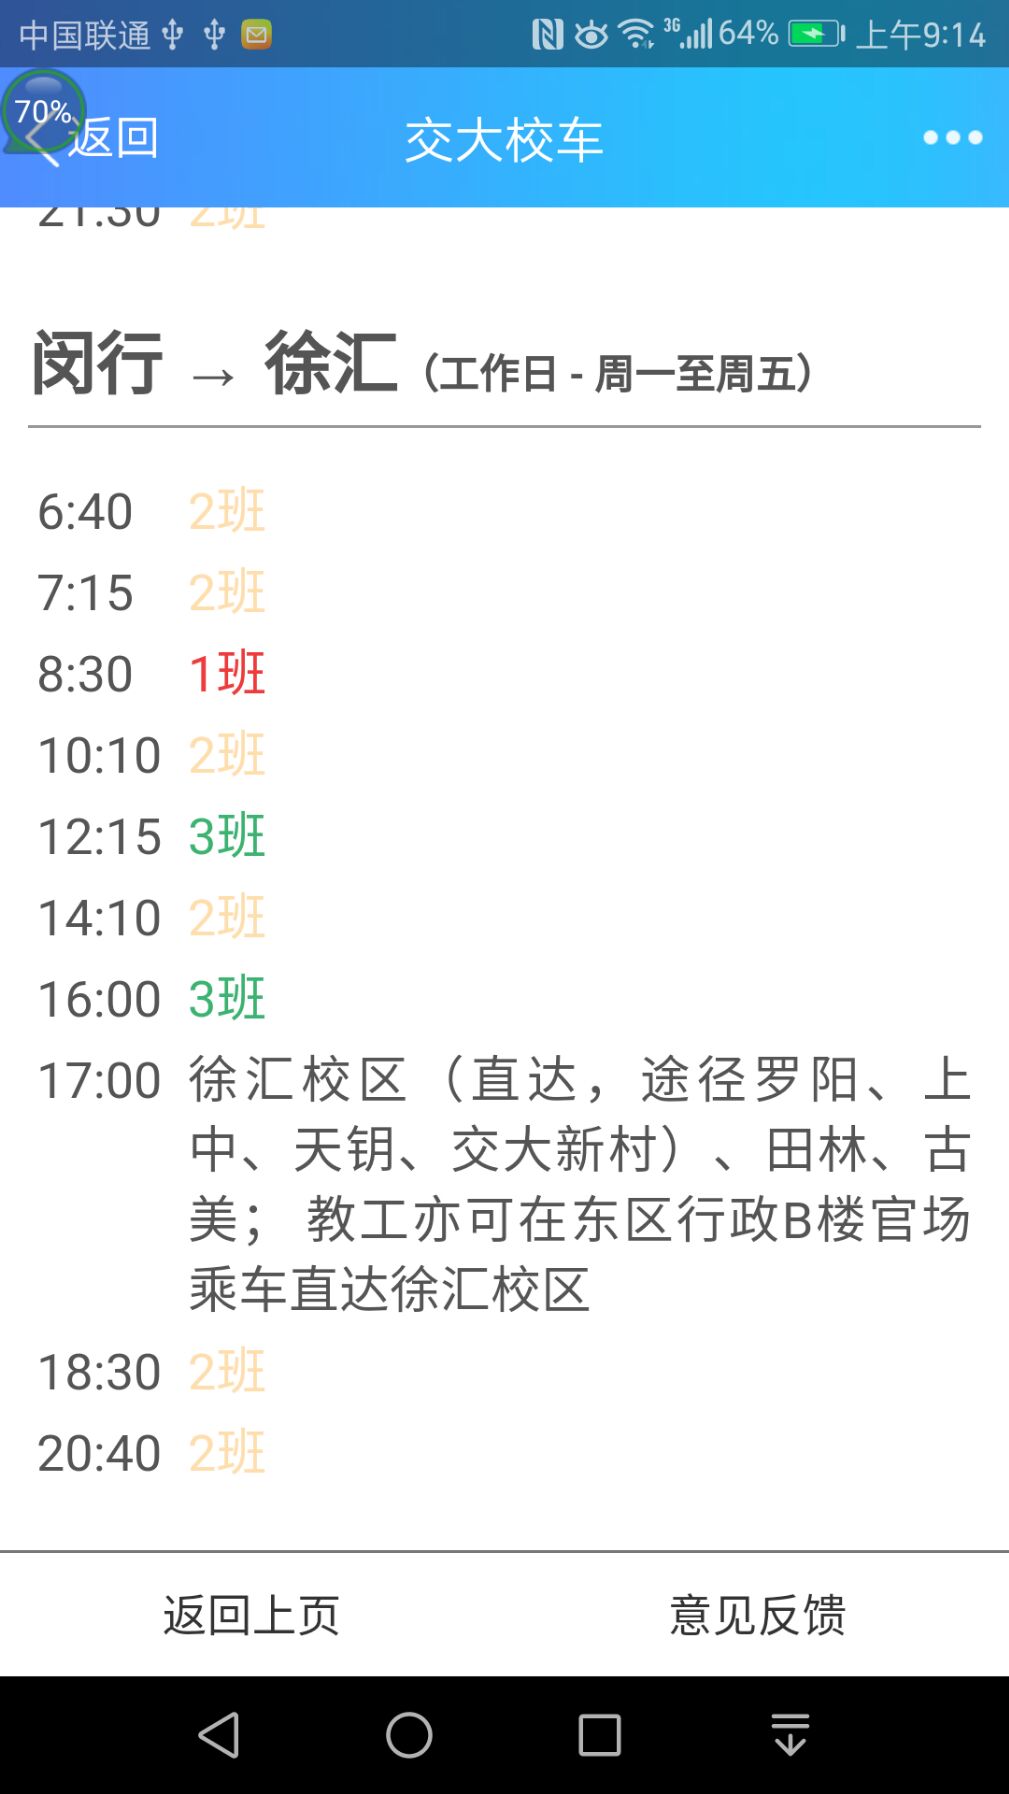 中国联通 3G 64% 上午9:14
70%
返回 交大校车
21:30 2班
闵行 → 徐汇（工作日 - 周一至周五）
6:40 2班
7:15 2班
8:30 1班
10:10 2班
12:15 3班
14:10 2班
16:00 3班
17:00 徐汇校区（直达，途径罗阳、上
中、天钥、交大新村）、田林、古
美； 教工亦可在东区行政B楼官场
乘车直达徐汇校区
18:30 2班
20:40 2班
返回上页 意见反馈